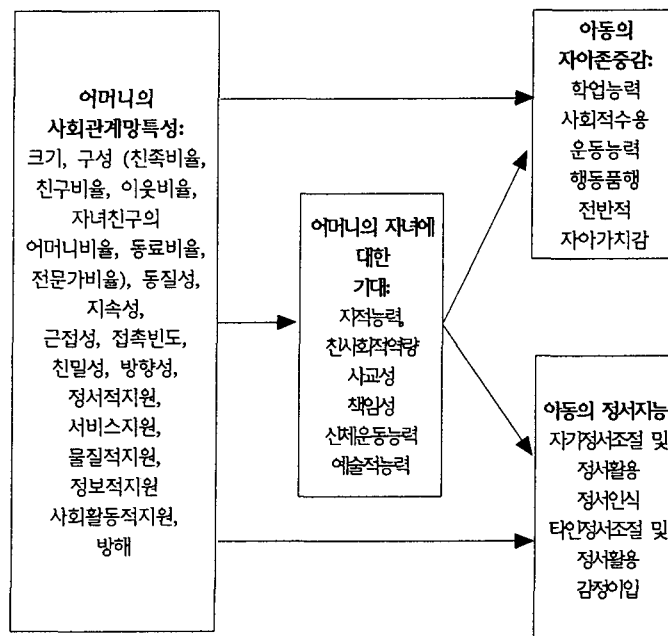 어머니의
사회관계망특성:
크기, 구성 (친족비율,
친구비율, 이웃비율,
자녀친구의
어머니비율, 동료비율,
전문가비율), 동질성,
지속성,
근접성, 접촉빈도,
친밀성, 방향성,
정서적지원,
서비스지원,
물질적지원,
정보적지원
사회활동적지원,
방해
어머니의 자녀에
대한
기대:
지적능력,
친사회적역량
사교성
책임성
신체운동능력
예술적능력
아동의
자아존중감:
학업능력
사회적수용
운동능력
행동품행
전반적
자아가치감
아동의 정서지능
자기정서조절 및
정서활용
정서인식
타인정서조절 및
정서활용
감정이입